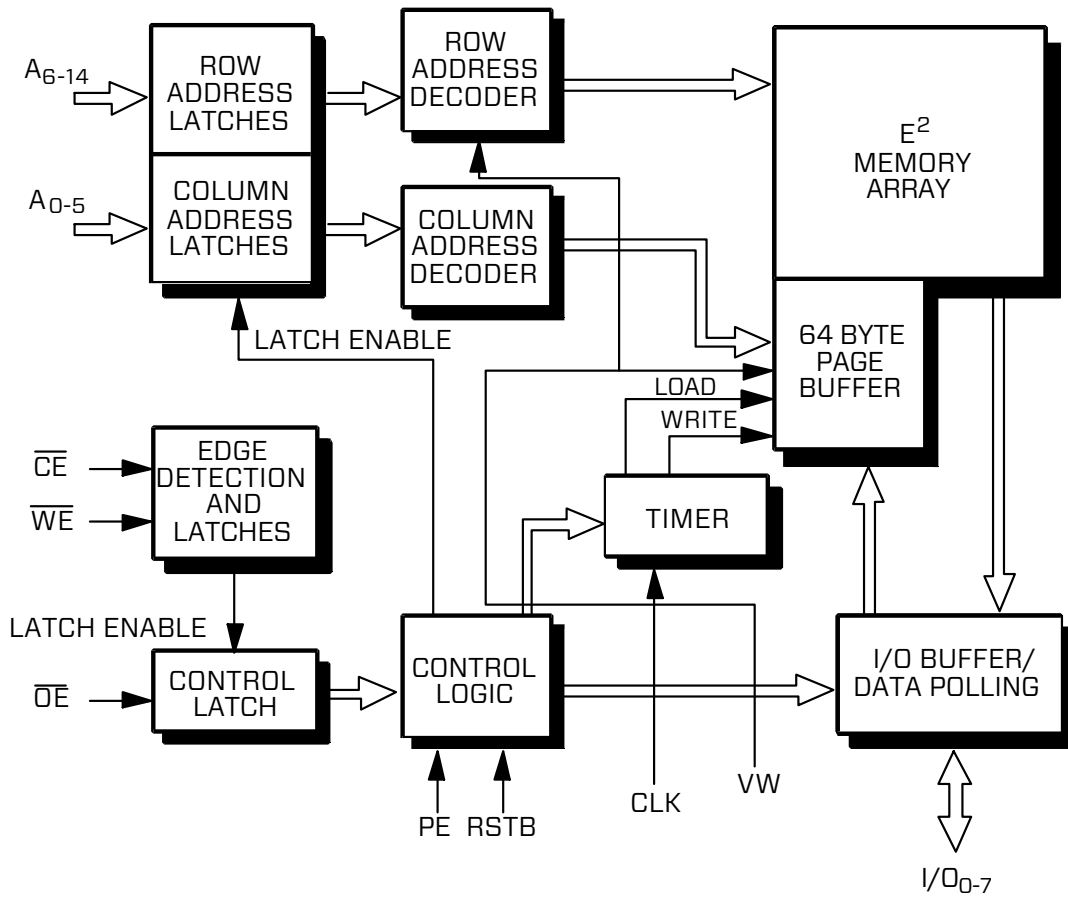 A6-14
ROW
ADDRESS
LATCHES
ROW
ADDRESS
DECODER
E2
MEMORY
ARRAY
A0-5
COLUMN
ADDRESS
LATCHES
COLUMN
ADDRESS
DECODER
LATCH ENABLE
64 BYTE
PAGE
BUFFER
LOAD
WRITE
CE
WE
EDGE
DETECTION
AND
LATCHES
TIMER
LATCH ENABLE
OE
CONTROL
LATCH
CONTROL
LOGIC
I/O BUFFER/
DATA POLLING
PE
RSTB
CLK
VW
I/O0-7